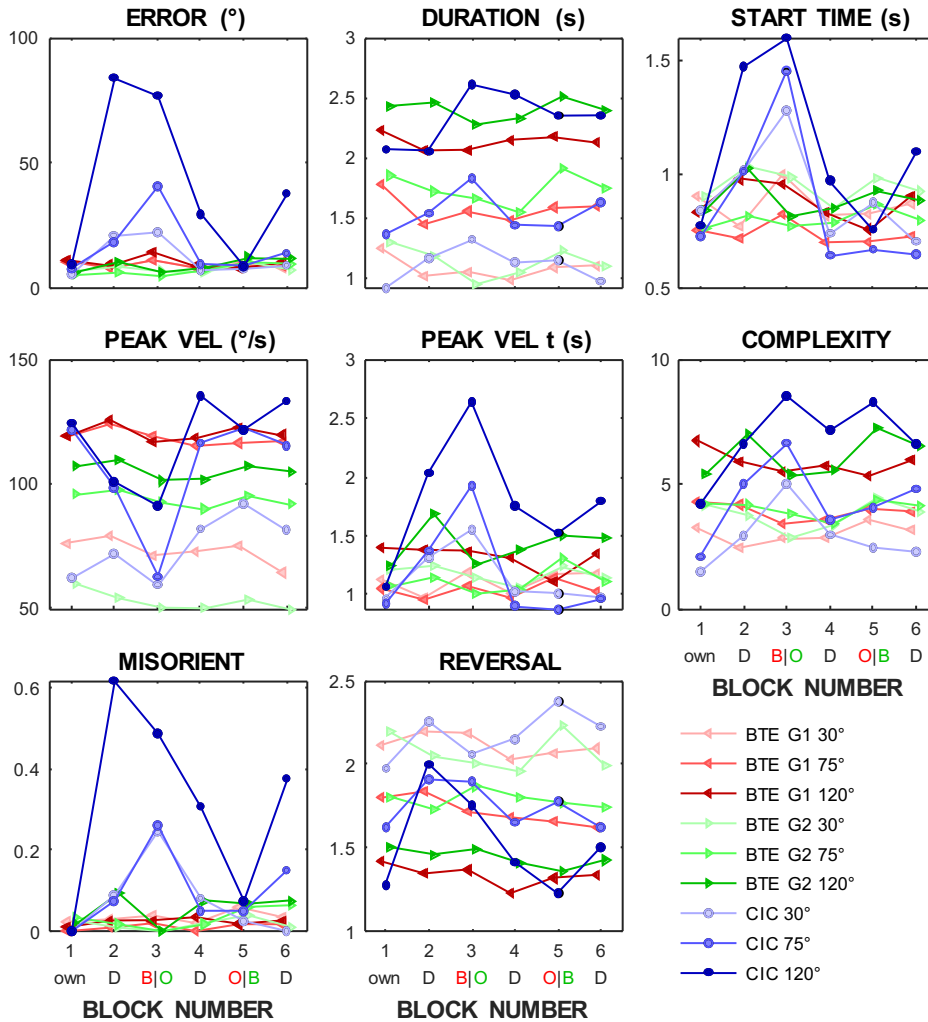 ERROR (°) DURATION (s) START TIME (s)
100 3 1.5
50 2.5 1
0 2 0.5
1.5
1
PEAK VEL (°/s) PEAK VEL t (s) COMPLEXITY
150 3 10
100 2.5 5
50 2 0
1.5
1
1 2 3 4 5 6
own D B|O D O|B D
BLOCK NUMBER
MISORIENT REVERSAL
0.6 2.5
0.4 2
0.2 1.5
0 1
1 2 3 4 5 6 1 2 3 4 5 6
own D B|O D O|B D own D B|O D O|B D
BLOCK NUMBER BLOCK NUMBER
BTE G1 30°
BTE G1 75°
BTE G1 120°
BTE G2 30°
BTE G2 75°
BTE G2 120°
CIC 30°
CIC 75°
CIC 120°